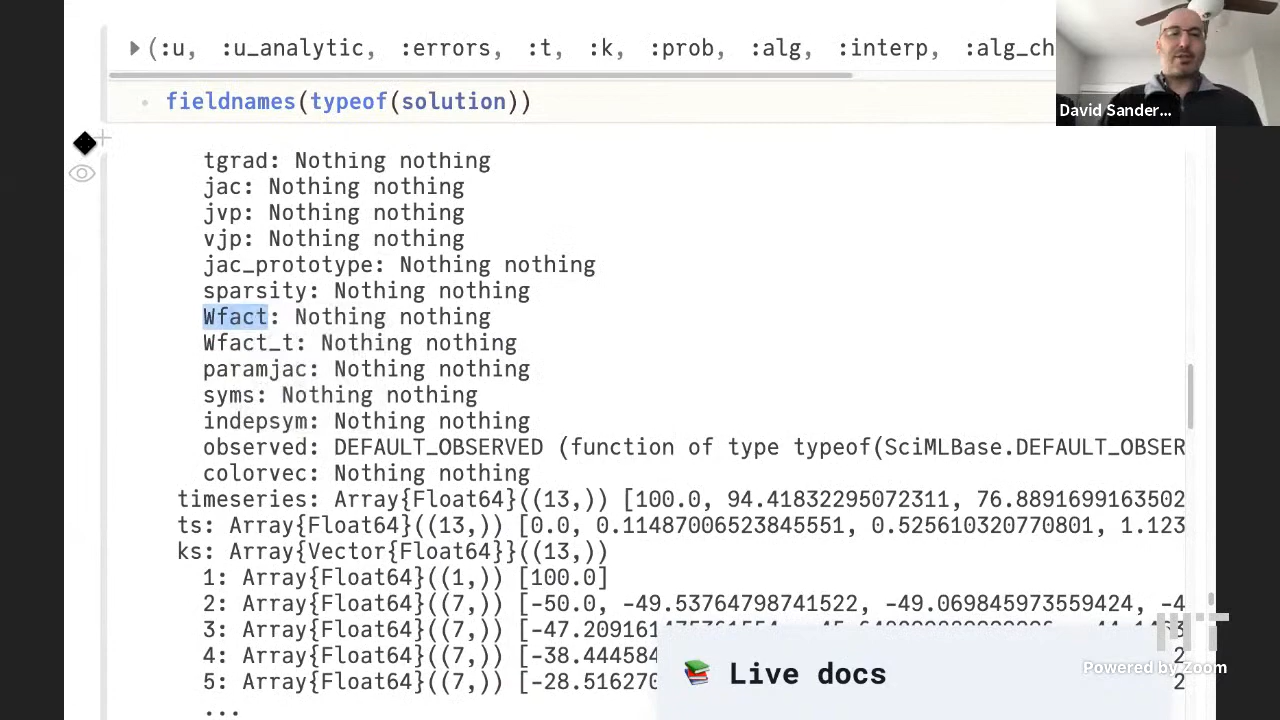 (:u, :u_analytic, :errors, :t, :k, :prob, :alg, :interp, :alg_ch
fieldnames(typeof(solution))
David Sander...
tgrad: Nothing nothing
jac: Nothing nothing
jvp: Nothing nothing
vjp: Nothing nothing
jac_prototype: Nothing nothing
sparsity: Nothing nothing
Wfact: Nothing nothing
Wfact_t: Nothing nothing
paramjac: Nothing nothing
syms: Nothing nothing
indepsym: Nothing nothing
observed: DEFAULT_OBSERVED (function of type typeof(SciMLBase.DEFAULT_OBSER
colorvec: Nothing nothing
timeseries: Array{Float64}((13,)) [100.0, 94.41832295072311, 76.8891699163502
ts: Array{Float64}((13,)) [0.0, 0.11487006523845551, 0.525610320770801, 1.123
ks: Array{Vector{Float64}}((13,))
1: Array{Float64}((1,)) [100.0]
2: Array{Float64}((7,)) [-50.0, -49.53764798741522, -49.069845973559424, -4
3: Array{Float64}((7,))
4: Array{Float64}((7,)) [-38.444584
5: Array{Float64}((7,)) [-28.516270
...
Live docs
Powered by Zoom